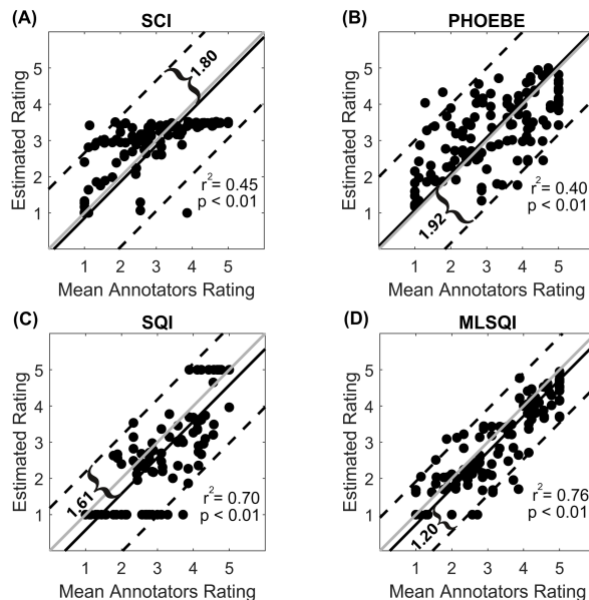 (A)
SCI
Estimated Rating
5
4
3
2
1
1.80
r² = 0.45
p < 0.01
1 2 3 4 5
Mean Annotators Rating
(B)
PHOEBE
Estimated Rating
5
4
3
2
1
1.92
r² = 0.40
p < 0.01
1 2 3 4 5
Mean Annotators Rating
(C)
SQI
Estimated Rating
5
4
3
2
1
1.61
r² = 0.70
p < 0.01
1 2 3 4 5
Mean Annotators Rating
(D)
MLSQI
Estimated Rating
5
4
3
2
1
1.20
r² = 0.76
p < 0.01
1 2 3 4 5
Mean Annotators Rating